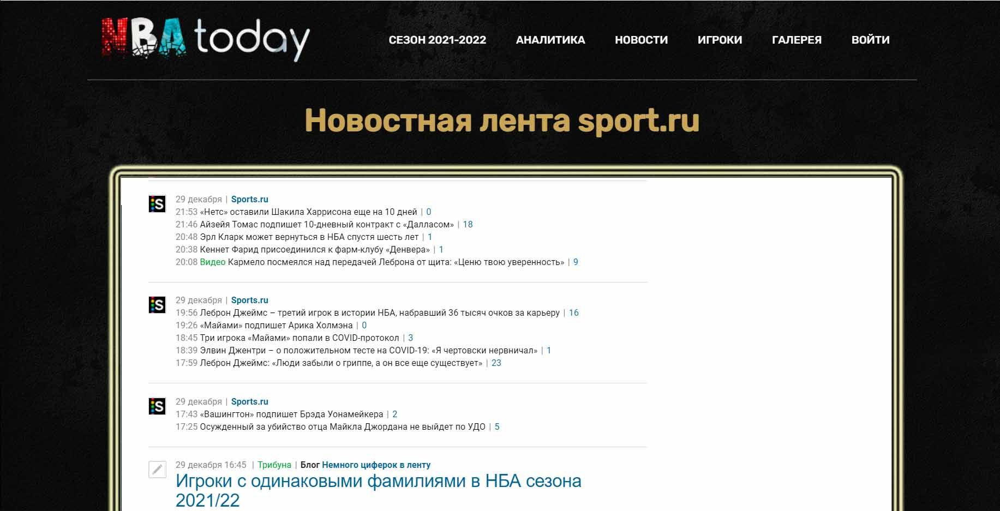 NBA today
СЕЗОН 2021-2022 АНАЛИТИКА НОВОСТИ ИГРОКИ ГАЛЕРЕЯ ВОЙТИ
Новостная лента sport.ru
S 29 декабря | Sports.ru
21:53 «Нетс» оставили Шакила Харрисона еще на 10 дней | 0
21:46 Айзейя Томас подпишет 10-дневный контракт с «Далласом» | 18
20:48 Эрл Кларк может вернуться в НБА спустя шесть лет | 1
20:38 Кеннет Фарид присоединился к фарм-клубу «Денвера» | 1
20:08 Видео Кармело посмеялся над передачей Леброна от щита: «Ценю твою уверенность» | 9
S 29 декабря | Sports.ru
19:56 Леброн Джеймс – третий игрок в истории НБА, набравший 36 тысяч очков за карьеру | 16
19:26 «Майами» подпишет Арика Холмэна | 0
18:45 Три игрока «Майами» попали в COVID-протокол | 3
18:39 Элвин Джентри – о положительном тесте на COVID-19: «Я чертовски нервничал» | 1
17:59 Леброн Джеймс: «Люди забыли о гриппе, а он все еще существует» | 23
S 29 декабря | Sports.ru
17:43 «Вашингтон» подпишет Брэда Уонамейкера | 2
17:25 Осужденный за убийство отца Майкла Джордана не выйдет по УДО | 5
29 декабря 16:45 | Трибуна | Блог Немного циферок в ленту
Игроки с одинаковыми фамилиями в НБА сезона
2021/22